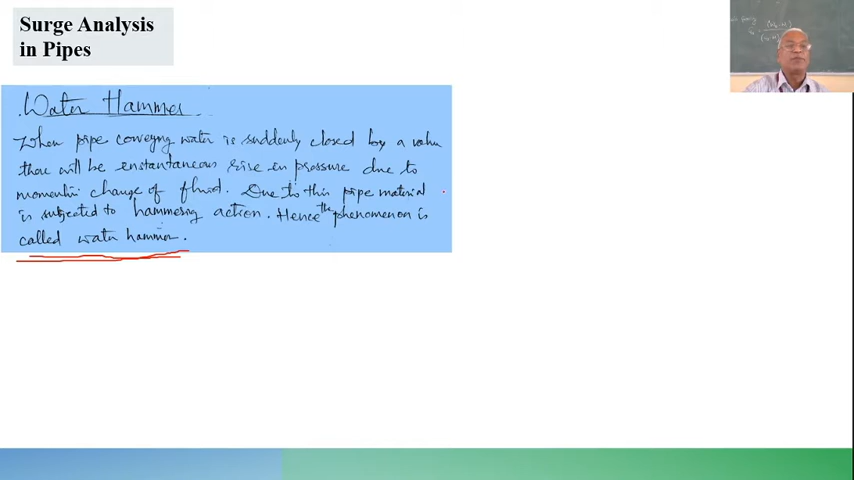 Surge Analysis
in Pipes
Water Hammer
When pipe conveying water is suddenly closed by a valve
there will be enstantaneous rise in pressure due to
momentum change of fluid. Due to this pipe material
is subjected to hammering action. Hence the phenomenon is
called water hammer.